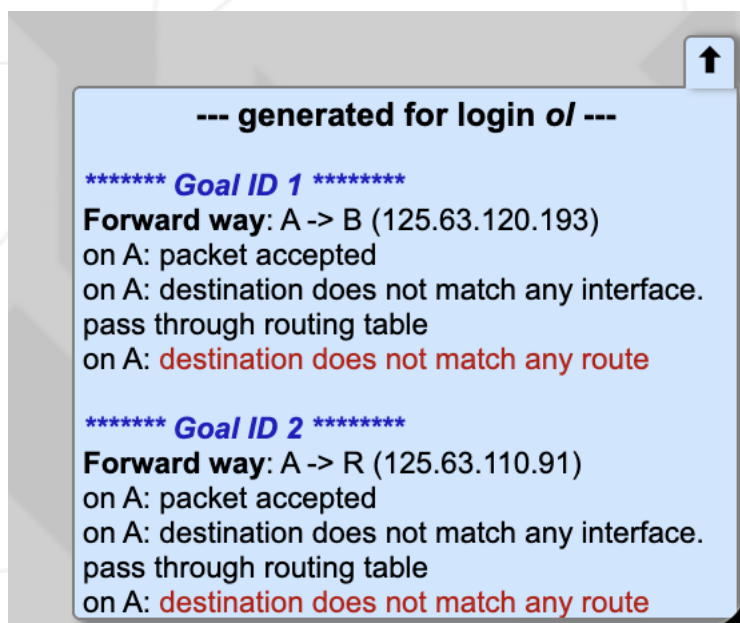 --- generated for login ol ---
******* Goal ID 1 ********
Forward way: A -> B (125.63.120.193)
on A: packet accepted
on A: destination does not match any interface.
pass through routing table
on A: destination does not match any route
******* Goal ID 2 ********
Forward way: A -> R (125.63.110.91)
on A: packet accepted
on A: destination does not match any interface.
pass through routing table
on A: destination does not match any route